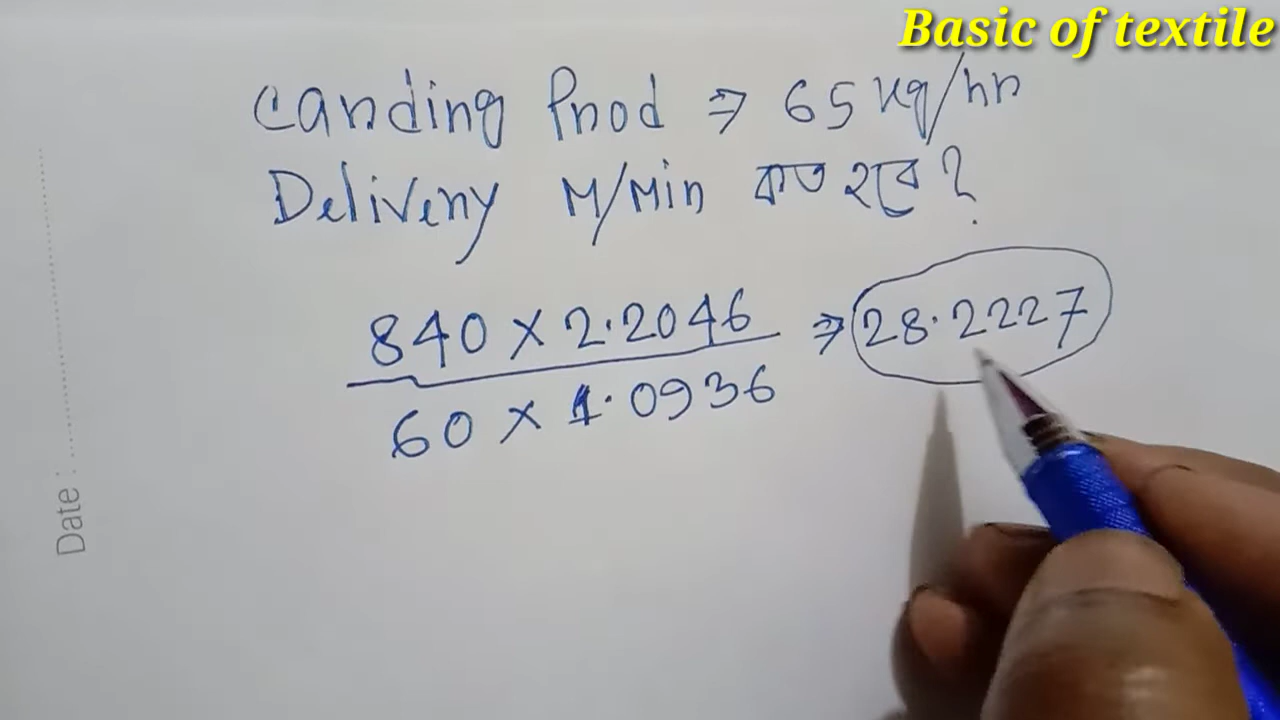 Basic of textile
Carding Prod ⇒ 65 Kg/hr
Delivery M/Min কত হবে ?
840 × 2.2046 ⇒ 28.2227
60 × 1.0936
Date :